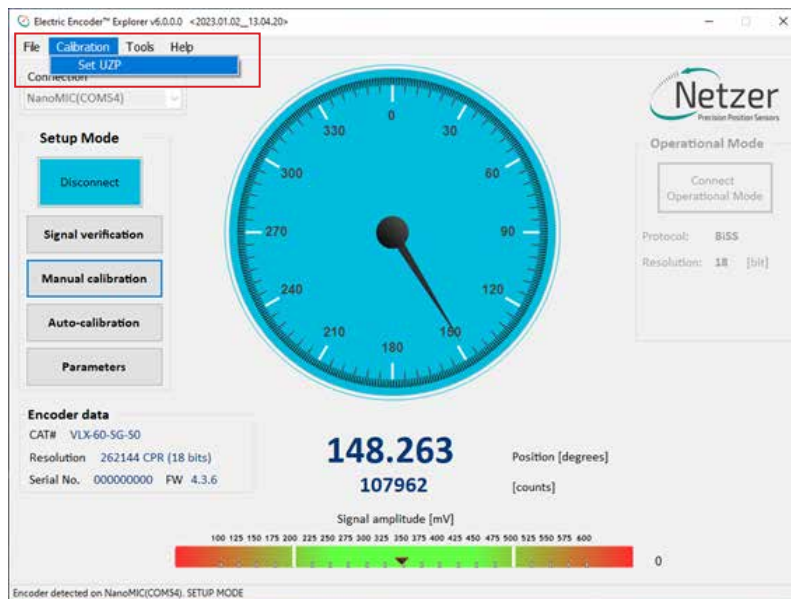 Electric Encoder™ Explorer v6.0.0.0 <2023.01.02__13.04.20>
File Calibration Tools Help
Set UZP
Connection
NanoMIC(COM54)
Setup Mode
Disconnect
Signal verification
Manual calibration
Auto-calibration
Parameters
Encoder data
CAT# VLX-60-SG-S0
Resolution 262144 CPR (18 bits)
Serial No. 000000000 FW 4.3.6
0
30
60
90
120
150
180
210
240
270
300
330
148.263 Position [degrees]
107962 [counts]
Signal amplitude [mV]
100 125 150 175 200 225 250 275 300 325 350 375 400 425 450 475 500 525 550 575 600
0
Netzer
Precision Position Sensors
Operational Mode
Connect
Operational Mode
Protocol: BiSS
Resolution: 18 [bit]
Encoder detected on NanoMIC(COM54). SETUP MODE